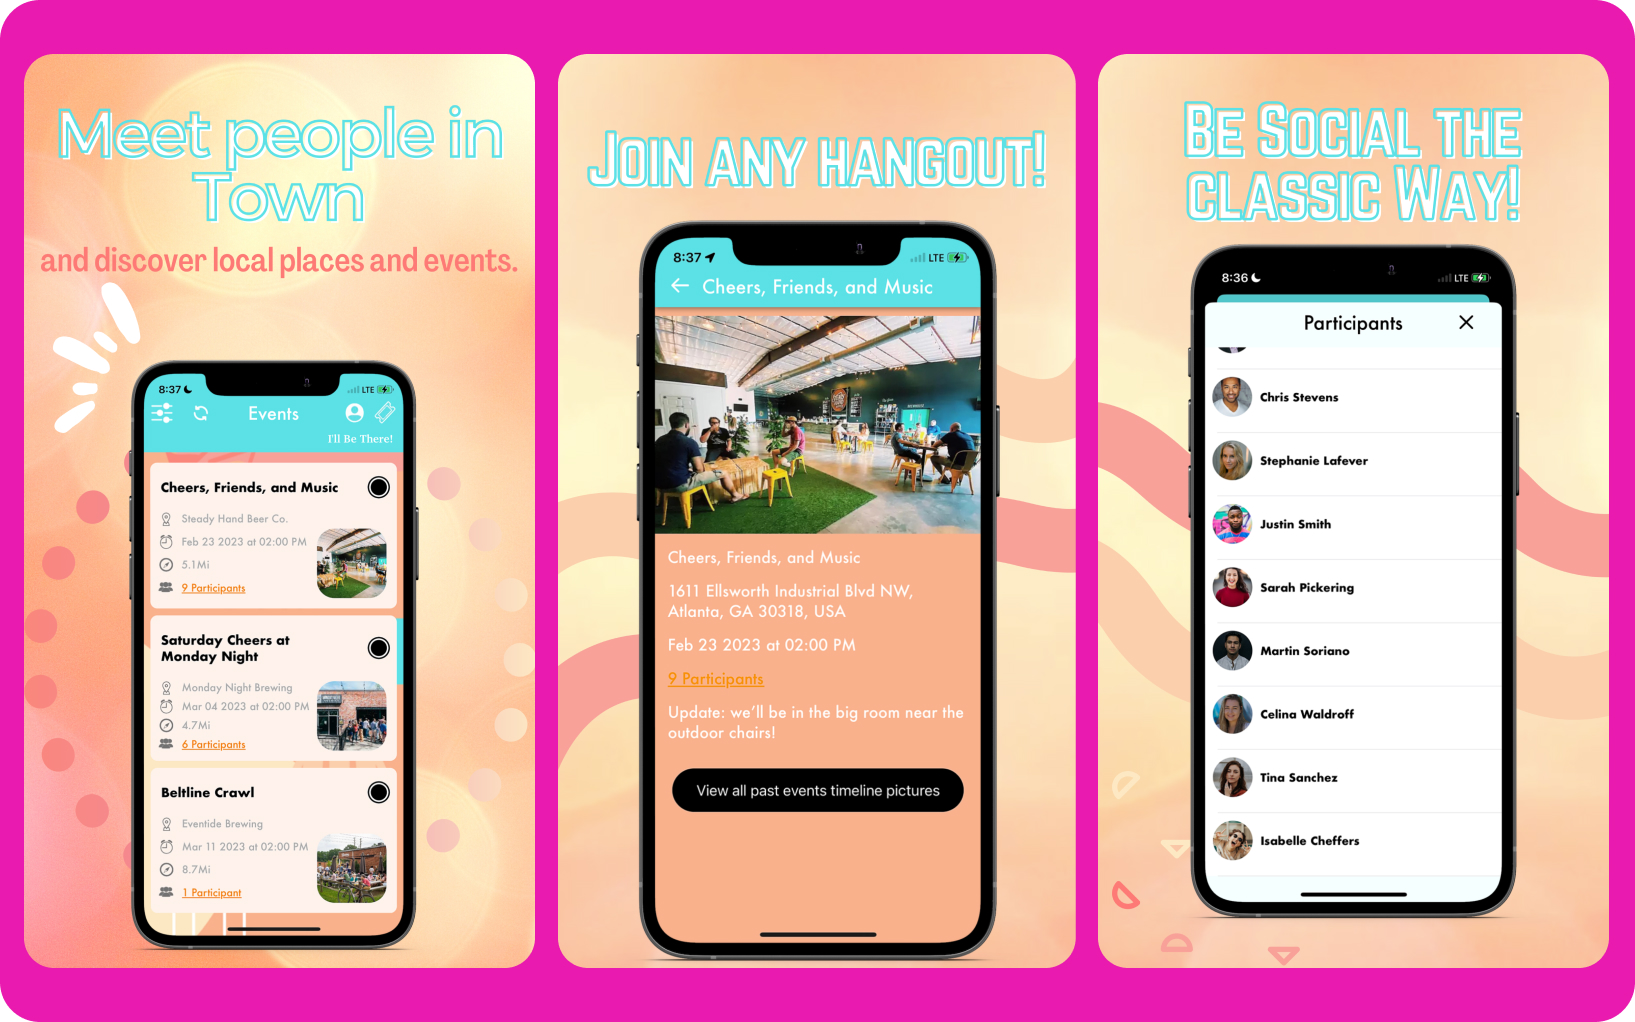 Meet people in
Town
and discover local places and events.
8:37
LTE
Events
I'll Be There!
Cheers, Friends, and Music
Steady Hand Beer Co.
Feb 23 2023 at 02:00 PM
5.1Mi
9 Participants
Saturday Cheers at
Monday Night
Monday Night Brewing
Mar 04 2023 at 02:00 PM
4.7Mi
6 Participants
Beltline Crawl
Eventide Brewing
Mar 11 2023 at 02:00 PM
8.7Mi
1 Participant
JOIN ANY HANGOUT!
8:37
LTE
Cheers, Friends, and Music
Cheers, Friends, and Music
1611 Ellsworth Industrial Blvd NW,
Atlanta, GA 30318, USA
Feb 23 2023 at 02:00 PM
9 Participants
Update: we'll be in the big room near the
outdoor chairs!
View all past events timeline pictures
BE SOCIAL THE
CLASSIC WAY!
8:36
LTE
Participants
Chris Stevens
Stephanie Lafever
Justin Smith
Sarah Pickering
Martin Soriano
Celina Waldroff
Tina Sanchez
Isabelle Cheffers